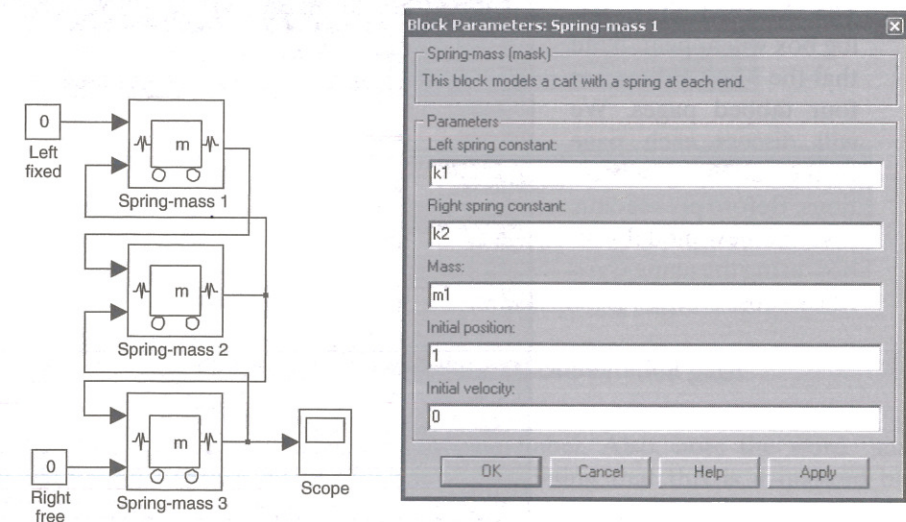 0
Left
fixed
m
Spring-mass 1
m
Spring-mass 2
0
Right
free
m
Spring-mass 3
Scope
Block Parameters: Spring-mass 1
Spring-mass (mask)
This block models a cart with a spring at each end.
Parameters
Left spring constant:
k1
Right spring constant:
k2
Mass:
m1
Initial position:
1
Initial velocity:
0
OK
Cancel
Help
Apply